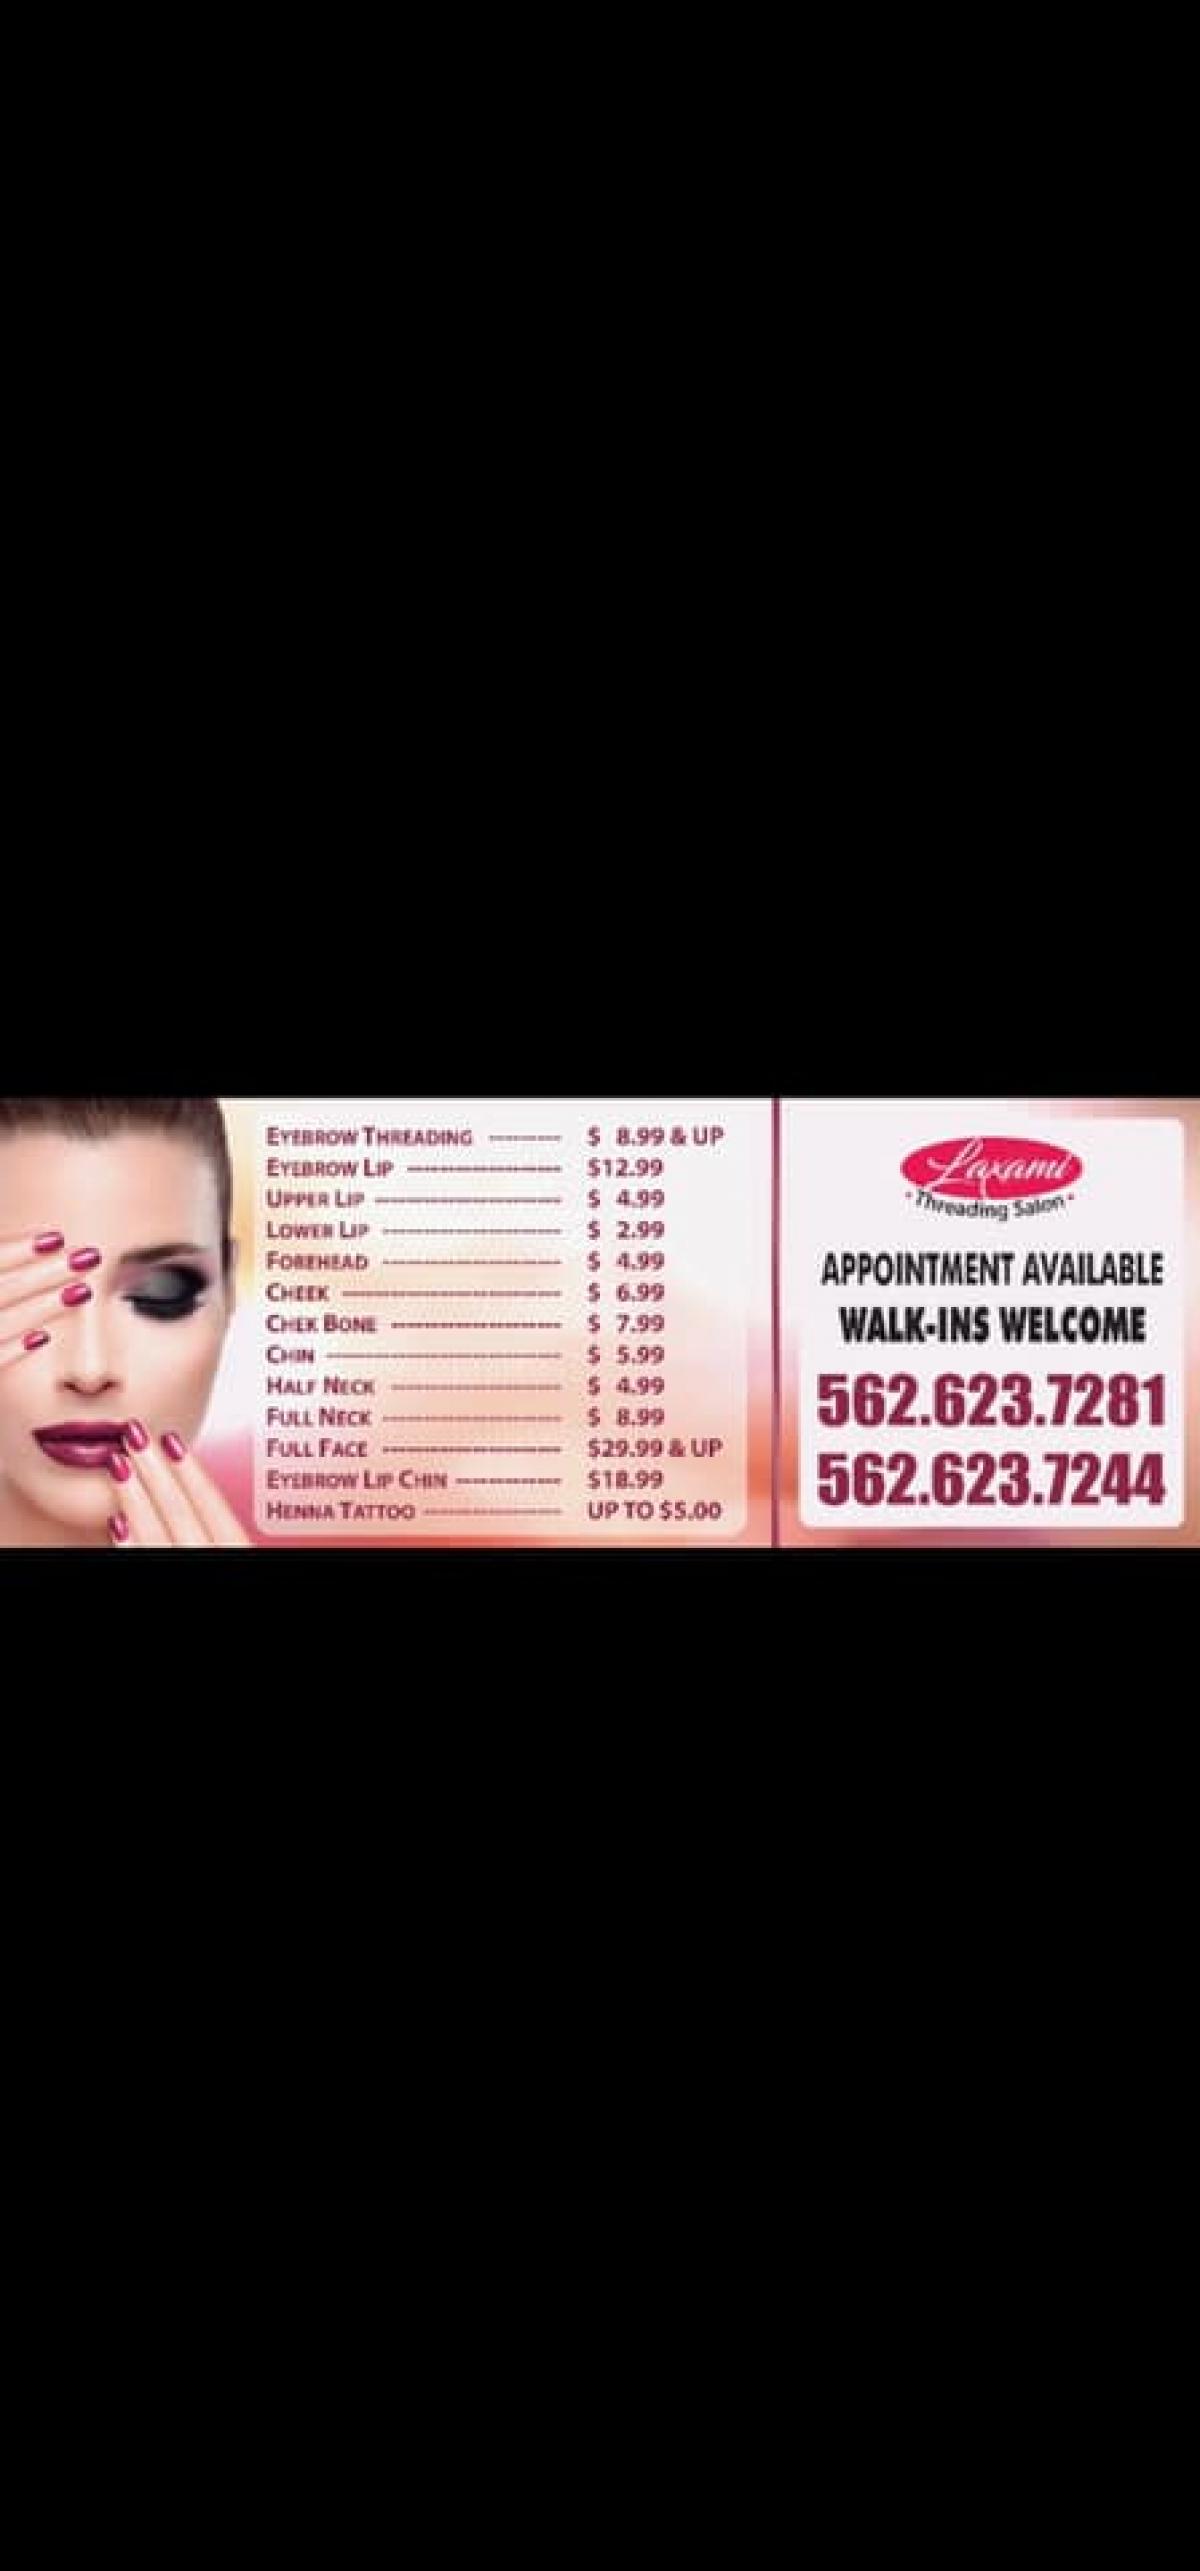 EYEBROW THREADING ---------- $ 8.99 & UP
EYEBROW LIP ---------------------- $12.99
UPPER LIP --------------------------- $ 4.99
LOWER LIP -------------------------- $ 2.99
FOREHEAD -------------------------- $ 4.99
CHEEK -------------------------------- $ 6.99
CHEK BONE ------------------------- $ 7.99
CHIN ---------------------------------- $ 5.99
HALF NECK ------------------------- $ 4.99
FULL NECK -------------------------- $ 8.99
FULL FACE -------------------------- $29.99 & UP
EYEBROW LIP CHIN --------------- $18.99
HENNA TATTOO -------------------- UP TO $5.00
Laxami
• Threading Salon •
APPOINTMENT AVAILABLE
WALK-INS WELCOME
562.623.7281
562.623.7244